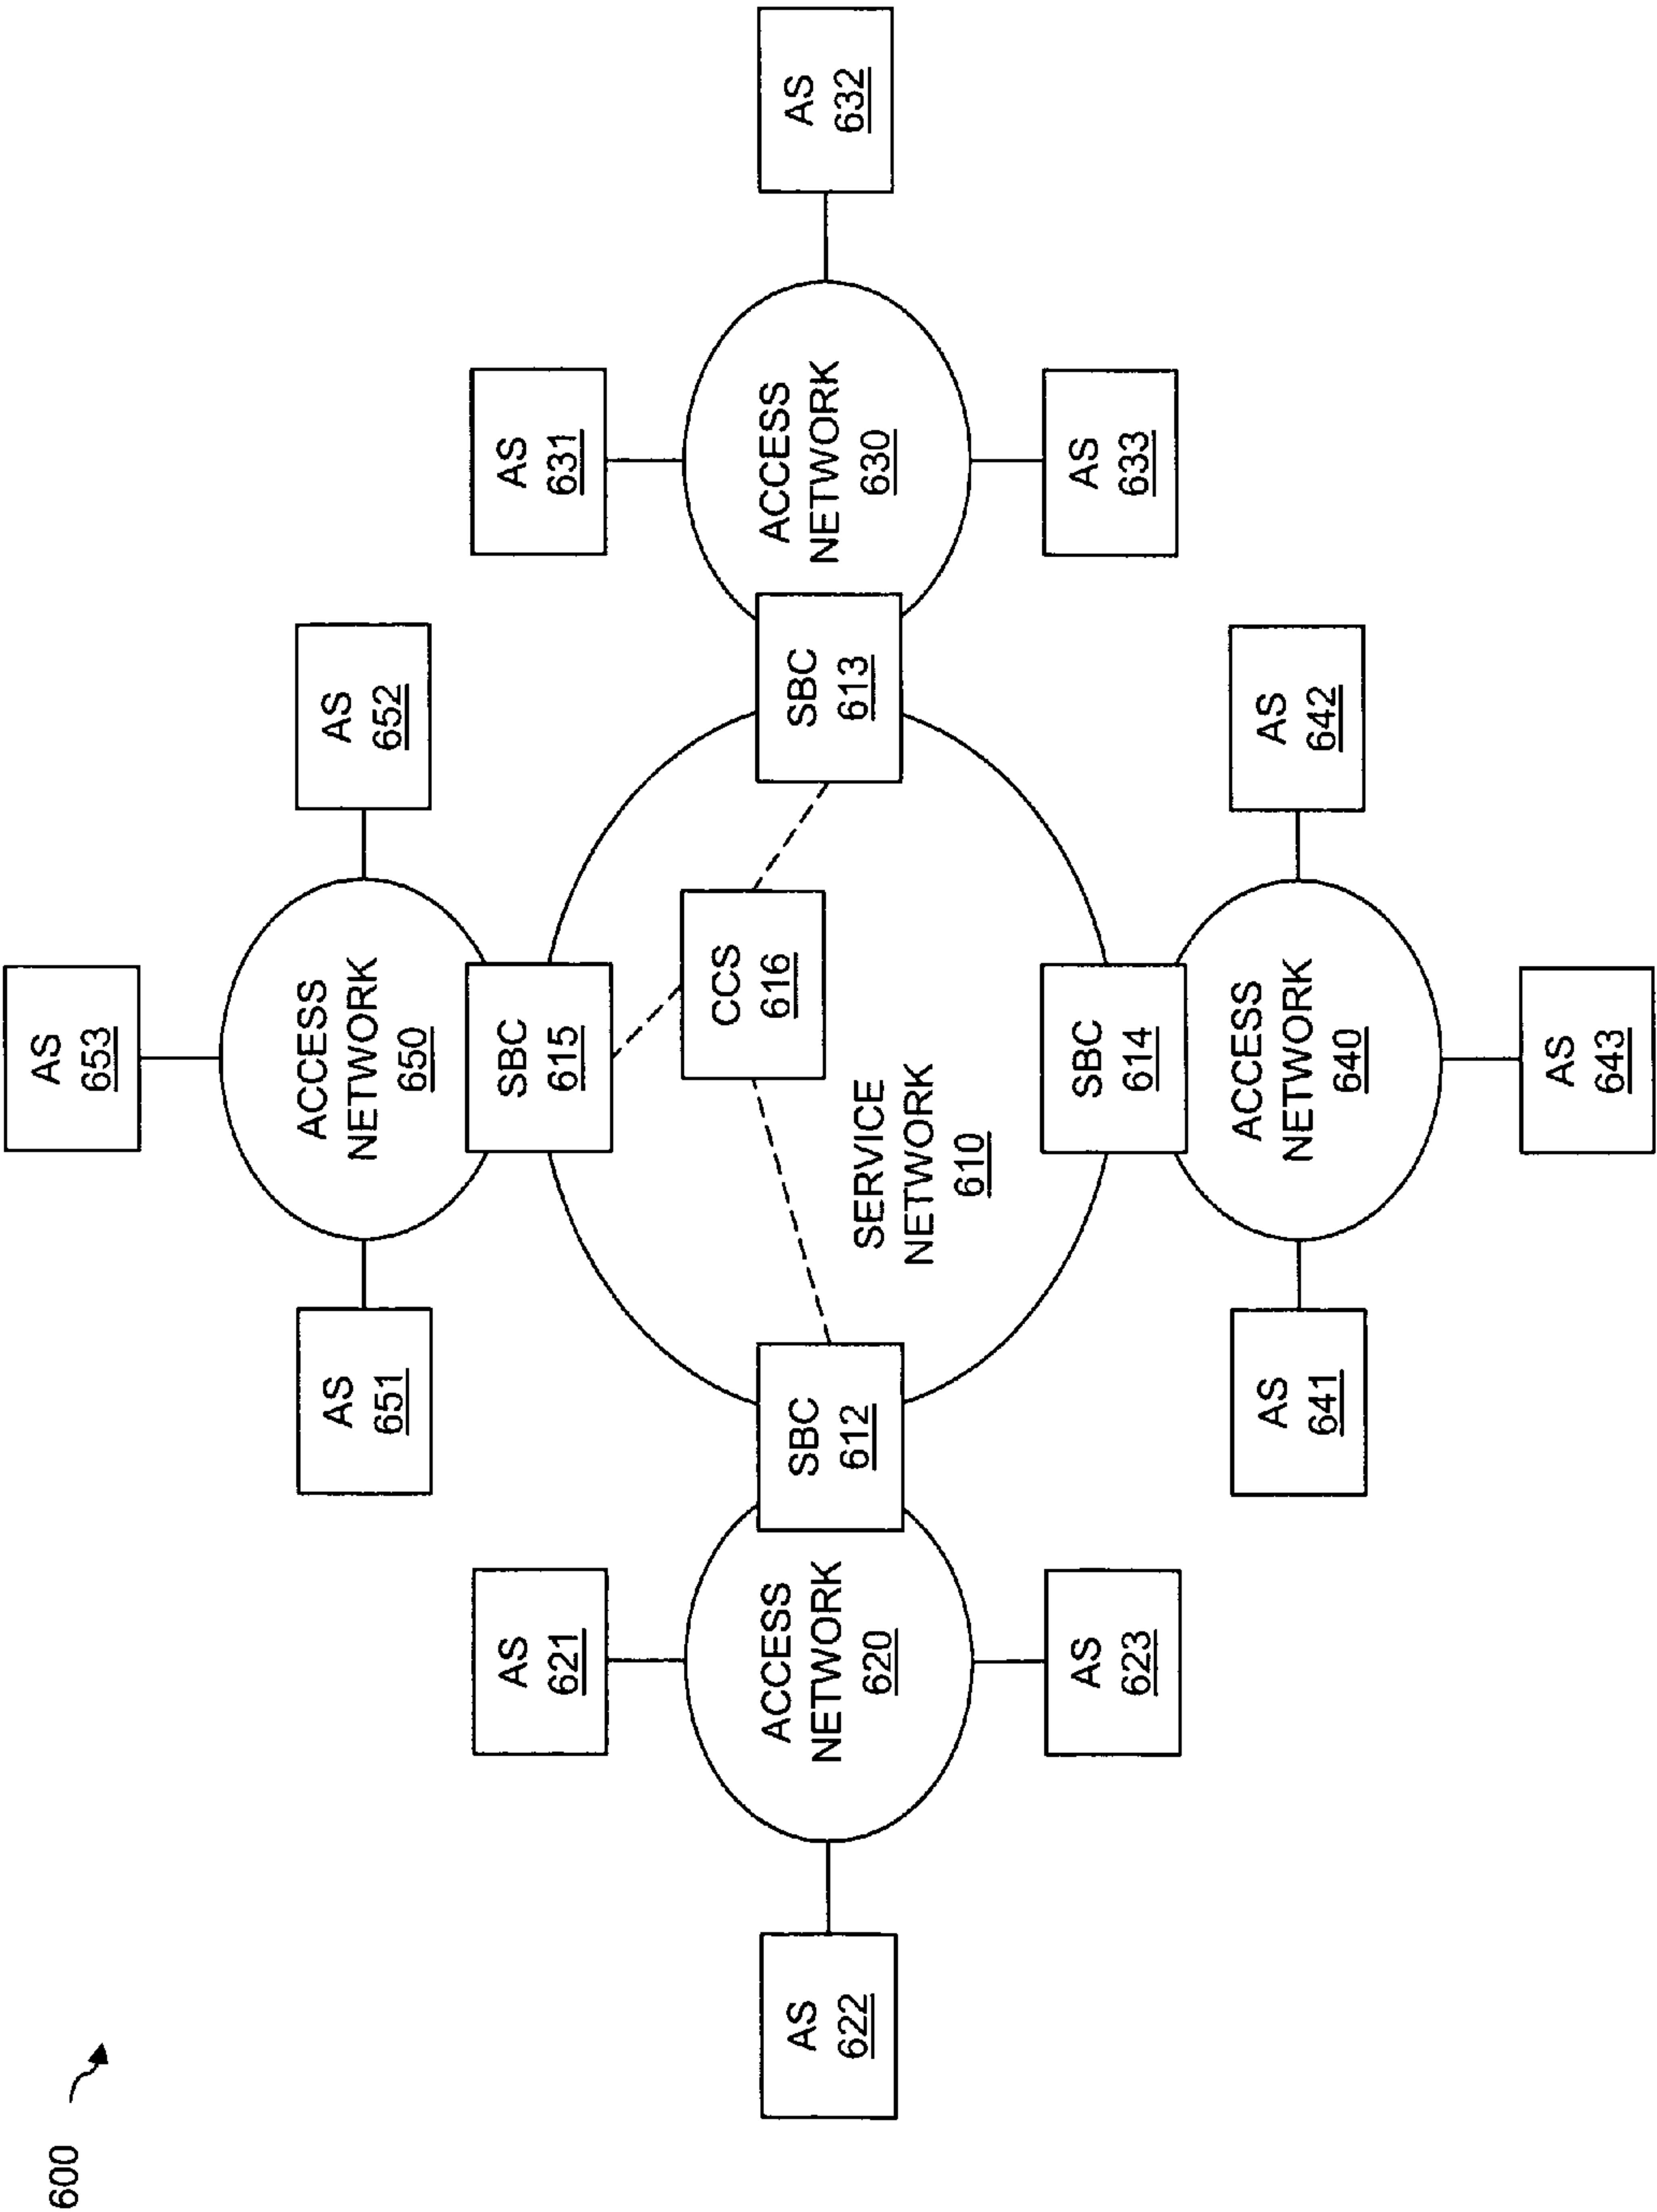 600
AS
653
AS
651
ACCESS
NETWORK
650
AS
652
AS
621
SBC
615
AS
631
CCS
616
AS
622
ACCESS
NETWORK
620
SBC
612
SBC
613
ACCESS
NETWORK
630
AS
632
SERVICE
NETWORK
610
AS
623
SBC
614
AS
633
AS
641
ACCESS
NETWORK
640
AS
642
AS
643